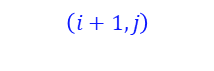 (i + 1, j)